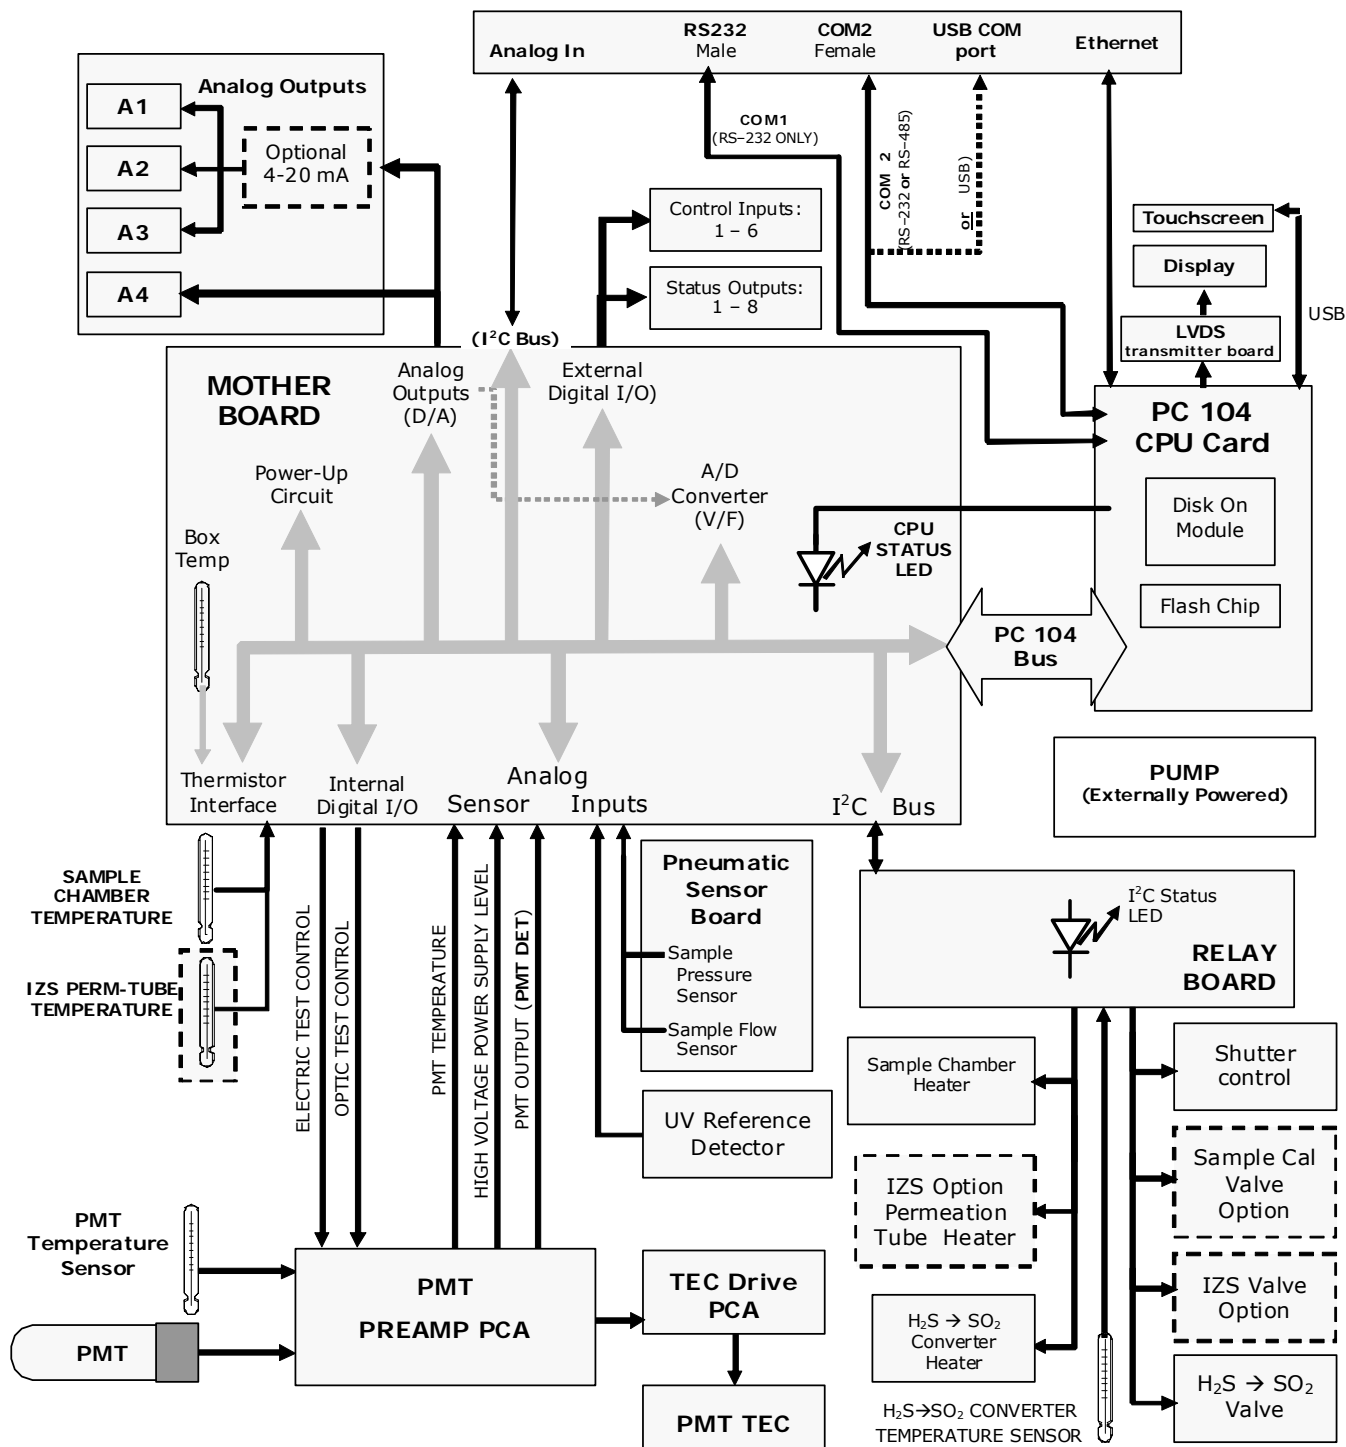 Analog In
RS232
Male
COM2
Female
USB COM
port
Ethernet
Analog Outputs
A1
A2
A3
A4
Optional
4-20 mA
COM1
(RS–232 ONLY)
COM 2
(RS–232 or RS–485)
or USB)
Control Inputs:
1 – 6
Status Outputs:
1 – 8
Touchscreen
Display
LVDS
transmitter board
USB
(I²C Bus)
MOTHER
BOARD
Analog
Outputs
(D/A)
External
Digital I/O)
Power-Up
Circuit
A/D
Converter
(V/F)
Box
Temp
CPU
STATUS
LED
PC 104
CPU Card
Disk On
Module
Flash Chip
PC 104
Bus
Thermistor
Interface
Internal
Digital I/O
Analog
Sensor Inputs
I²C Bus
PUMP
(Externally Powered)
SAMPLE
CHAMBER
TEMPERATURE
IZS PERM-TUBE
TEMPERATURE
ELECTRIC TEST CONTROL
OPTIC TEST CONTROL
PMT TEMPERATURE
HIGH VOLTAGE POWER SUPPLY LEVEL
PMT OUTPUT (PMT DET)
Pneumatic
Sensor
Board
Sample
Pressure
Sensor
Sample Flow
Sensor
UV Reference
Detector
I²C Status
LED
RELAY
BOARD
Sample Chamber
Heater
IZS Option
Permeation
Tube Heater
H₂S → SO₂
Converter
Heater
Shutter
control
Sample Cal
Valve
Option
IZS Valve
Option
H₂S → SO₂
Valve
H₂S→SO₂ CONVERTER
TEMPERATURE SENSOR
PMT
Temperature
Sensor
PMT
PMT
PREAMP PCA
TEC Drive
PCA
PMT TEC